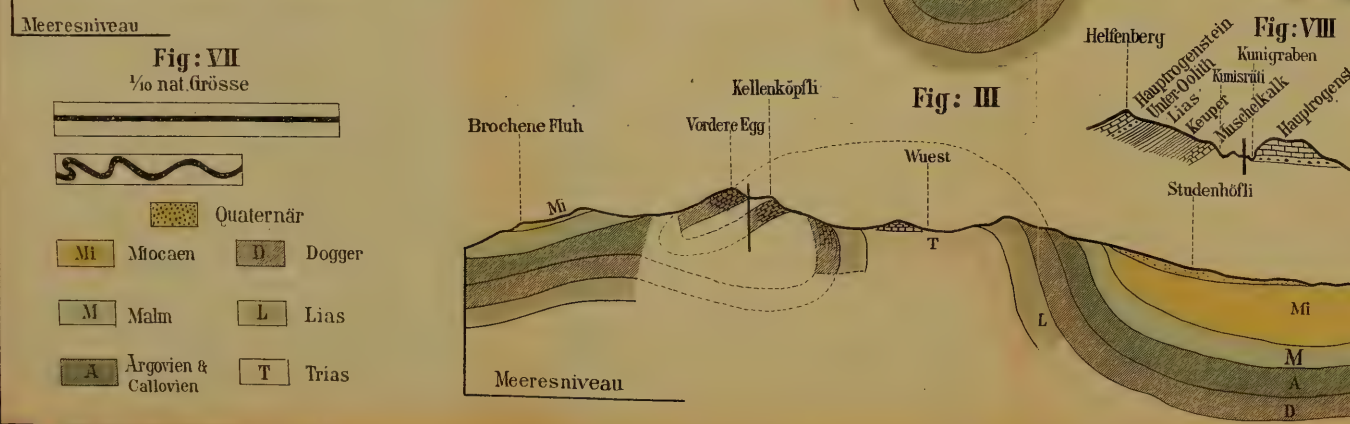 Meeresniveau
Fig: VII
1/10 nat. Grösse
Quaternär
Mi Miocaen
D Dogger
M Malm
L Lias
A Argovien & Callovien
T Trias
Fig: III
Brochene Fluh
Vordere Egg
Kellenköpfli
Wuest
Studenhöfli
Mi
T
L
Mi
M
A
D
Meeresniveau
Fig: VIII
Helfenberg
Hauptrogenstein
Unter-Oolith
Lias
Keuper
Kunisrüti
Muschelkalk
Kunigraben